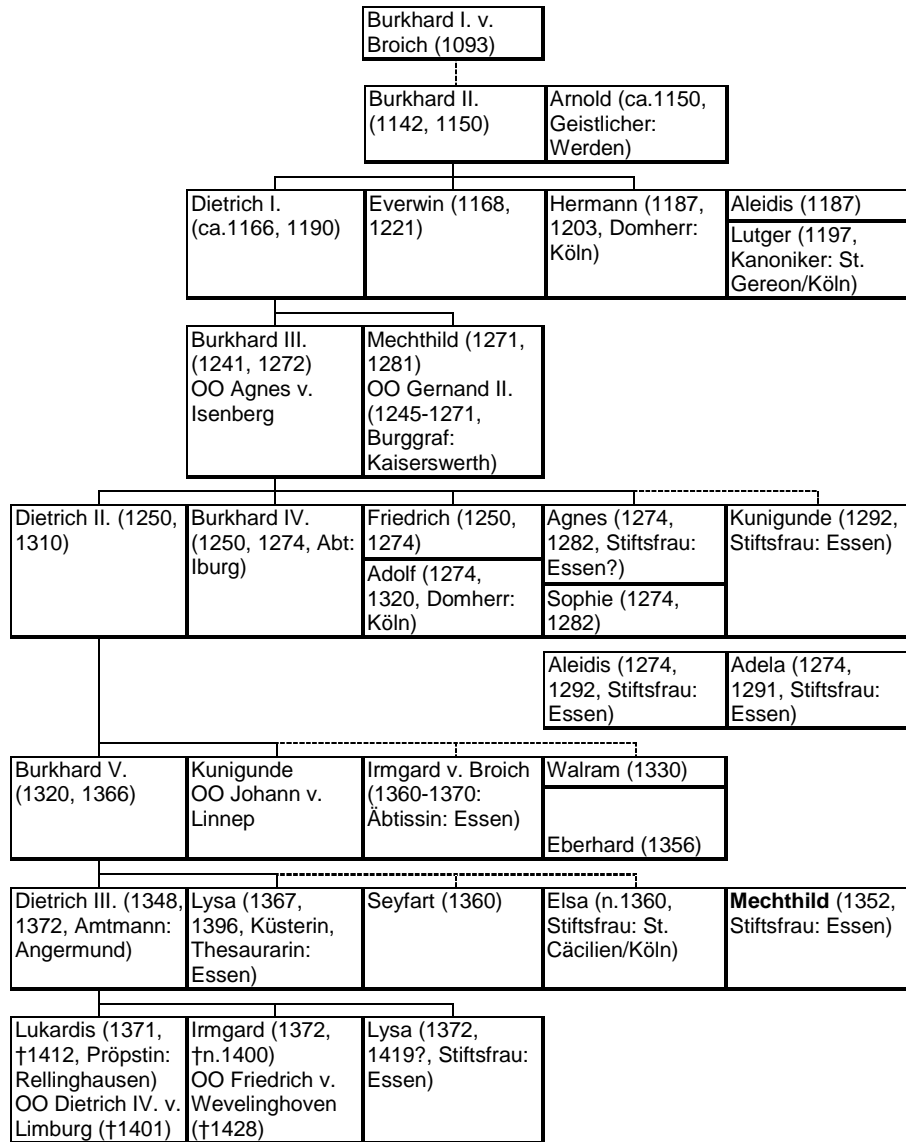 Burkhard I. v.
Broich (1093)
Burkhard II.
(1142, 1150)
Arnold (ca.1150,
Geistlicher:
Werden)
Dietrich I.
(ca.1166, 1190)
Everwin (1168,
1221)
Hermann (1187,
1203, Domherr:
Köln)
Aleidis (1187)
Lutger (1197,
Kanoniker: St.
Gereon/Köln)
Burkhard III.
(1241, 1272)
OO Agnes v.
Isenberg
Mechthild (1271,
1281)
OO Gernand II.
(1245-1271,
Burggraf:
Kaiserswerth)
Dietrich II. (1250,
1310)
Burkhard IV.
(1250, 1274, Abt:
Iburg)
Friedrich (1250,
1274)
Adolf (1274,
1320, Domherr:
Köln)
Agnes (1274,
1282, Stiftsfrau:
Essen?)
Sophie (1274,
1282)
Kunigunde (1292,
Stiftsfrau: Essen)
Aleidis (1274,
1292, Stiftsfrau:
Essen)
Adela (1274,
1291, Stiftsfrau:
Essen)
Burkhard V.
(1320, 1366)
Kunigunde
OO Johann v.
Linnep
Irmgard v. Broich
(1360-1370:
Äbtissin: Essen)
Walram (1330)
Eberhard (1356)
Dietrich III. (1348,
1372, Amtmann:
Angermund)
Lysa (1367,
1396, Küsterin,
Thesaurarin:
Essen)
Seyfart (1360)
Elsa (n.1360,
Stiftsfrau: St.
Cäcilien/Köln)
Mechthild (1352,
Stiftsfrau: Essen)
Lukardis (1371,
†1412, Pröpstin:
Rellinghausen)
OO Dietrich IV. v.
Limburg (†1401)
Irmgard (1372,
†n.1400)
OO Friedrich v.
Wevelinghoven
(†1428)
Lysa (1372,
1419?, Stiftsfrau:
Essen)